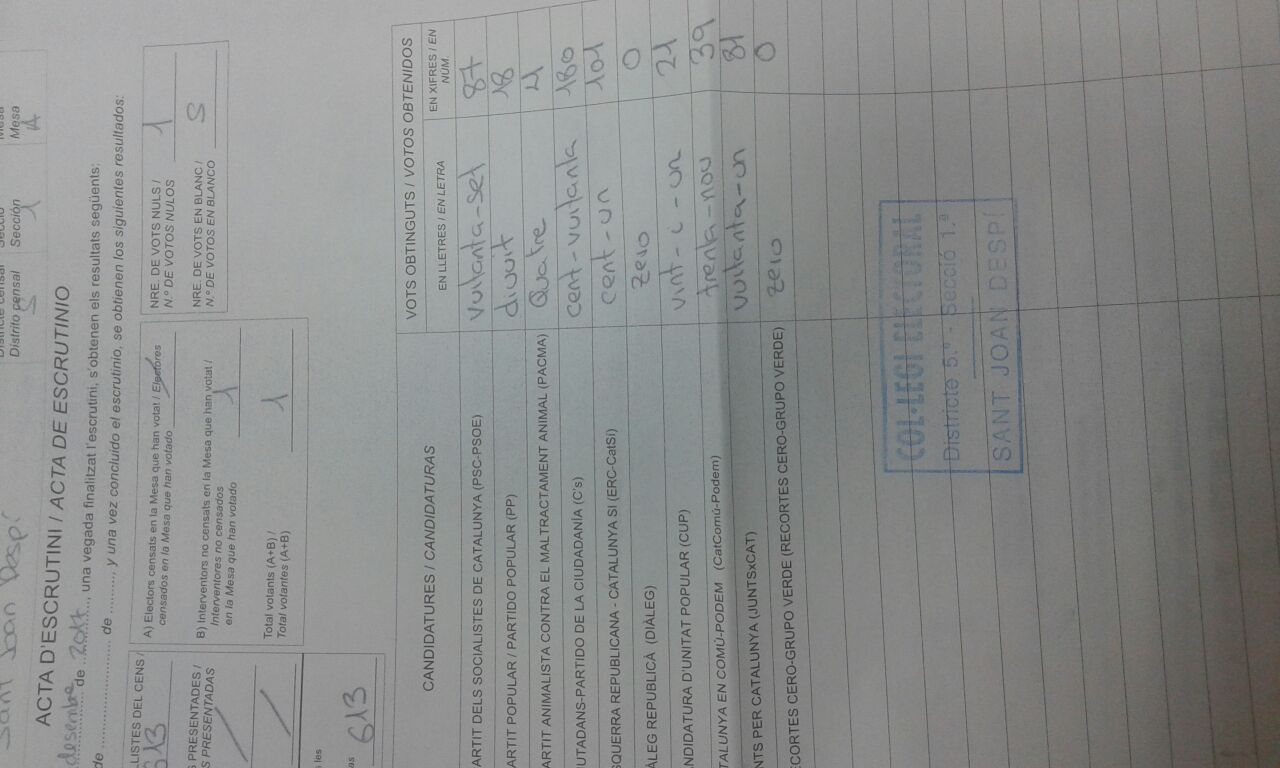 Sant Joan Despí
Districte censal
Distrito censal
5
Secció
Sección
1
Mesa
Mesa
A
ACTA D'ESCRUTINI / ACTA DE ESCRUTINIO
desembre de 2017, una vegada finalitzat l'escrutini, s'obtenen els resultats següents:
de .......... de .........., y una vez concluido el escrutinio, se obtienen los siguientes resultados:
LLISTES DEL CENS /
613
PRESENTADES /
PRESENTADAS
les
613
A) Electors censats en la Mesa que han votat / Electores
censados en la Mesa que han votado
B) Interventors no censats en la Mesa que han votat /
Interventores no censados
en la Mesa que han votado
1
Total votants (A+B) /
Total votantes (A+B)
1
NRE. DE VOTS NULS /
N.º DE VOTOS NULOS
1
NRE. DE VOTS EN BLANC /
N.º DE VOTOS EN BLANCO
5
CANDIDATURES / CANDIDATURAS
VOTS OBTINGUTS / VOTOS OBTENIDOS
EN LLETRES / EN LETRA
EN XIFRES / EN NÚM.
ARTIT DELS SOCIALISTES DE CATALUNYA (PSC-PSOE) vuitanta-set 87
ARTIT POPULAR / PARTIDO POPULAR (PP) divuit 18
ARTIT ANIMALISTA CONTRA EL MALTRACTAMENT ANIMAL (PACMA) Quatre 4
IUTADANS-PARTIDO DE LA CIUDADANÍA (C's) cent-vuitanta 180
SQUERRA REPUBLICANA - CATALUNYA SÍ (ERC-CatSí) cent-un 101
IÀLEG REPUBLICÀ (DIÀLEG) zero 0
ANDIDATURA D'UNITAT POPULAR (CUP) vint-i-un 21
TALUNYA EN COMÚ-PODEM (CatComú-Podem) trenta-nou 39
NTS PER CATALUNYA (JUNTSxCAT) vuitanta-un 81
ECORTES CERO-GRUPO VERDE (RECORTES CERO-GRUPO VERDE) zero 0
COL·LEGI ELECTORAL
Districte 5.º - Secció 1.ª
SANT JOAN DESPÍ